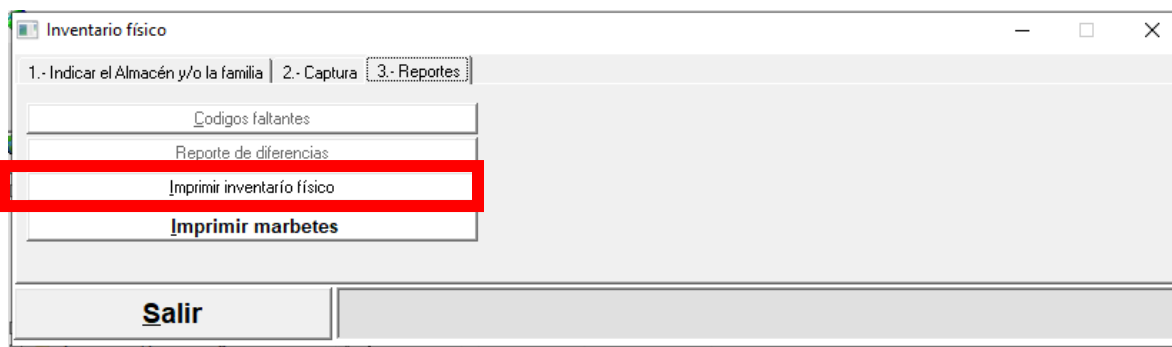 Inventario físico
1.- Indicar el Almacén y/o la familia 2.- Captura 3.- Reportes
Codigos faltantes
Reporte de diferencias
Imprimir inventarío físico
Imprimir marbetes
Salir